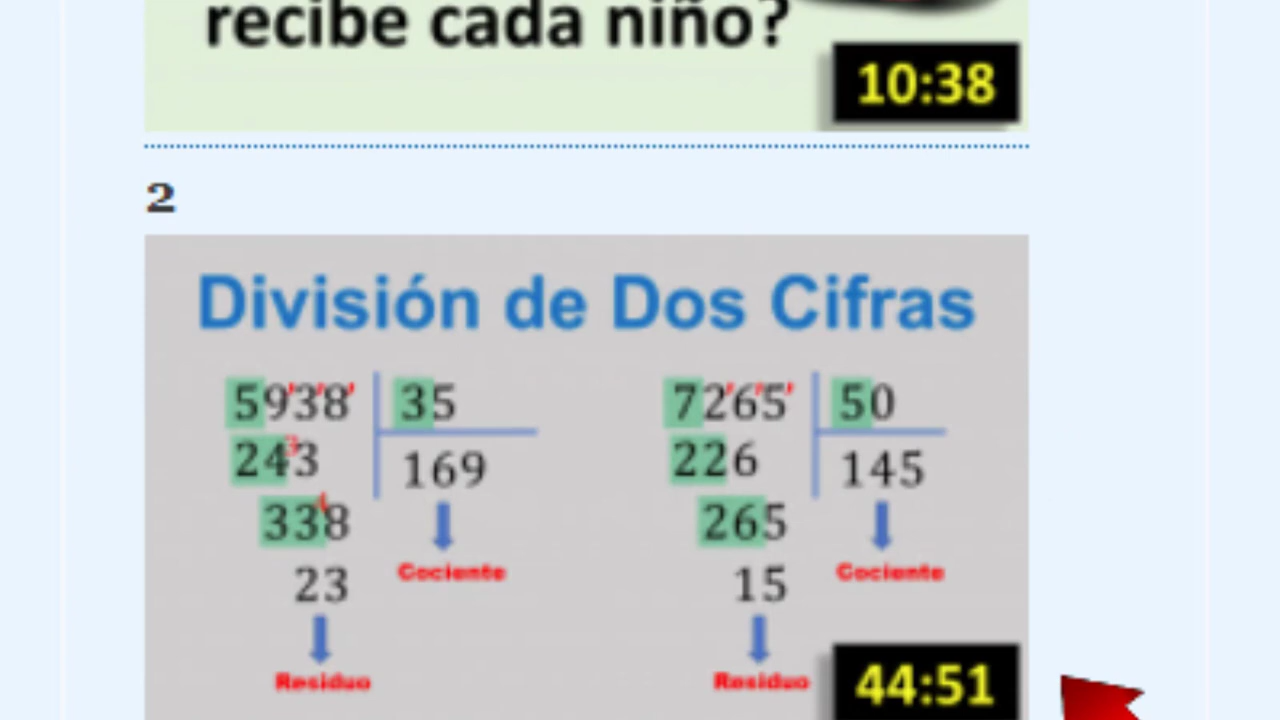 recibe cada niño?
10:38
2
División de Dos Cifras
5938 35
243 169
338 Cociente
23
Residuo
7265 50
226 145
265 Cociente
15
Residuo
44:51